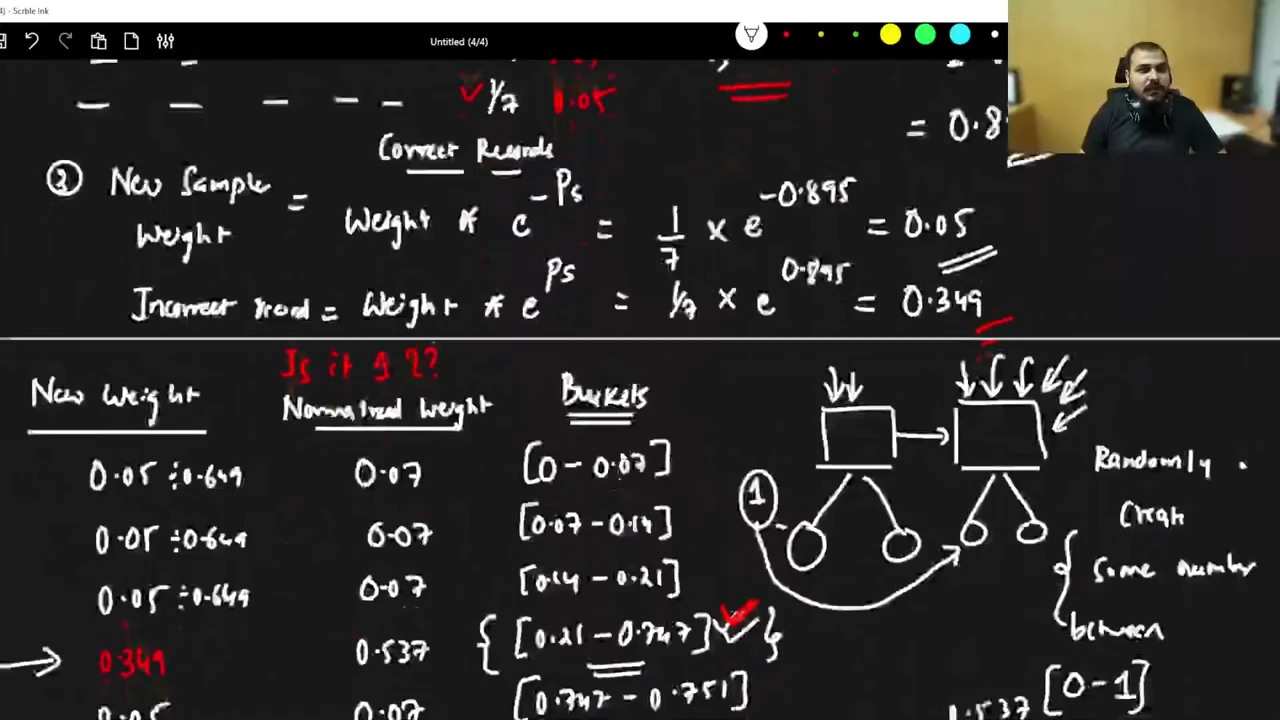 4) - Scrble Ink
Untitled (4/4)
1/7 0.05
= 0.8
Correct Records
② New Sample Weight = Weight * e^-Ps = 1/7 × e^-0.895 = 0.05
Incorrect = Weight * e^Ps = 1/7 × e^0.895 = 0.349
Is it 1 ??
New Weight Normalized Weight Buckets
0.05 ÷0.649 0.07 [0 - 0.07]
0.05 ÷0.649 0.07 [0.07 - 0.14]
0.05 ÷0.649 0.07 [0.14 - 0.21]
0.349 0.537 { [0.21 - 0.747] }
0.05 0.07 [0.747 - 0.751]
1
Randomly
Create
some number
between
[0-1]
0.537